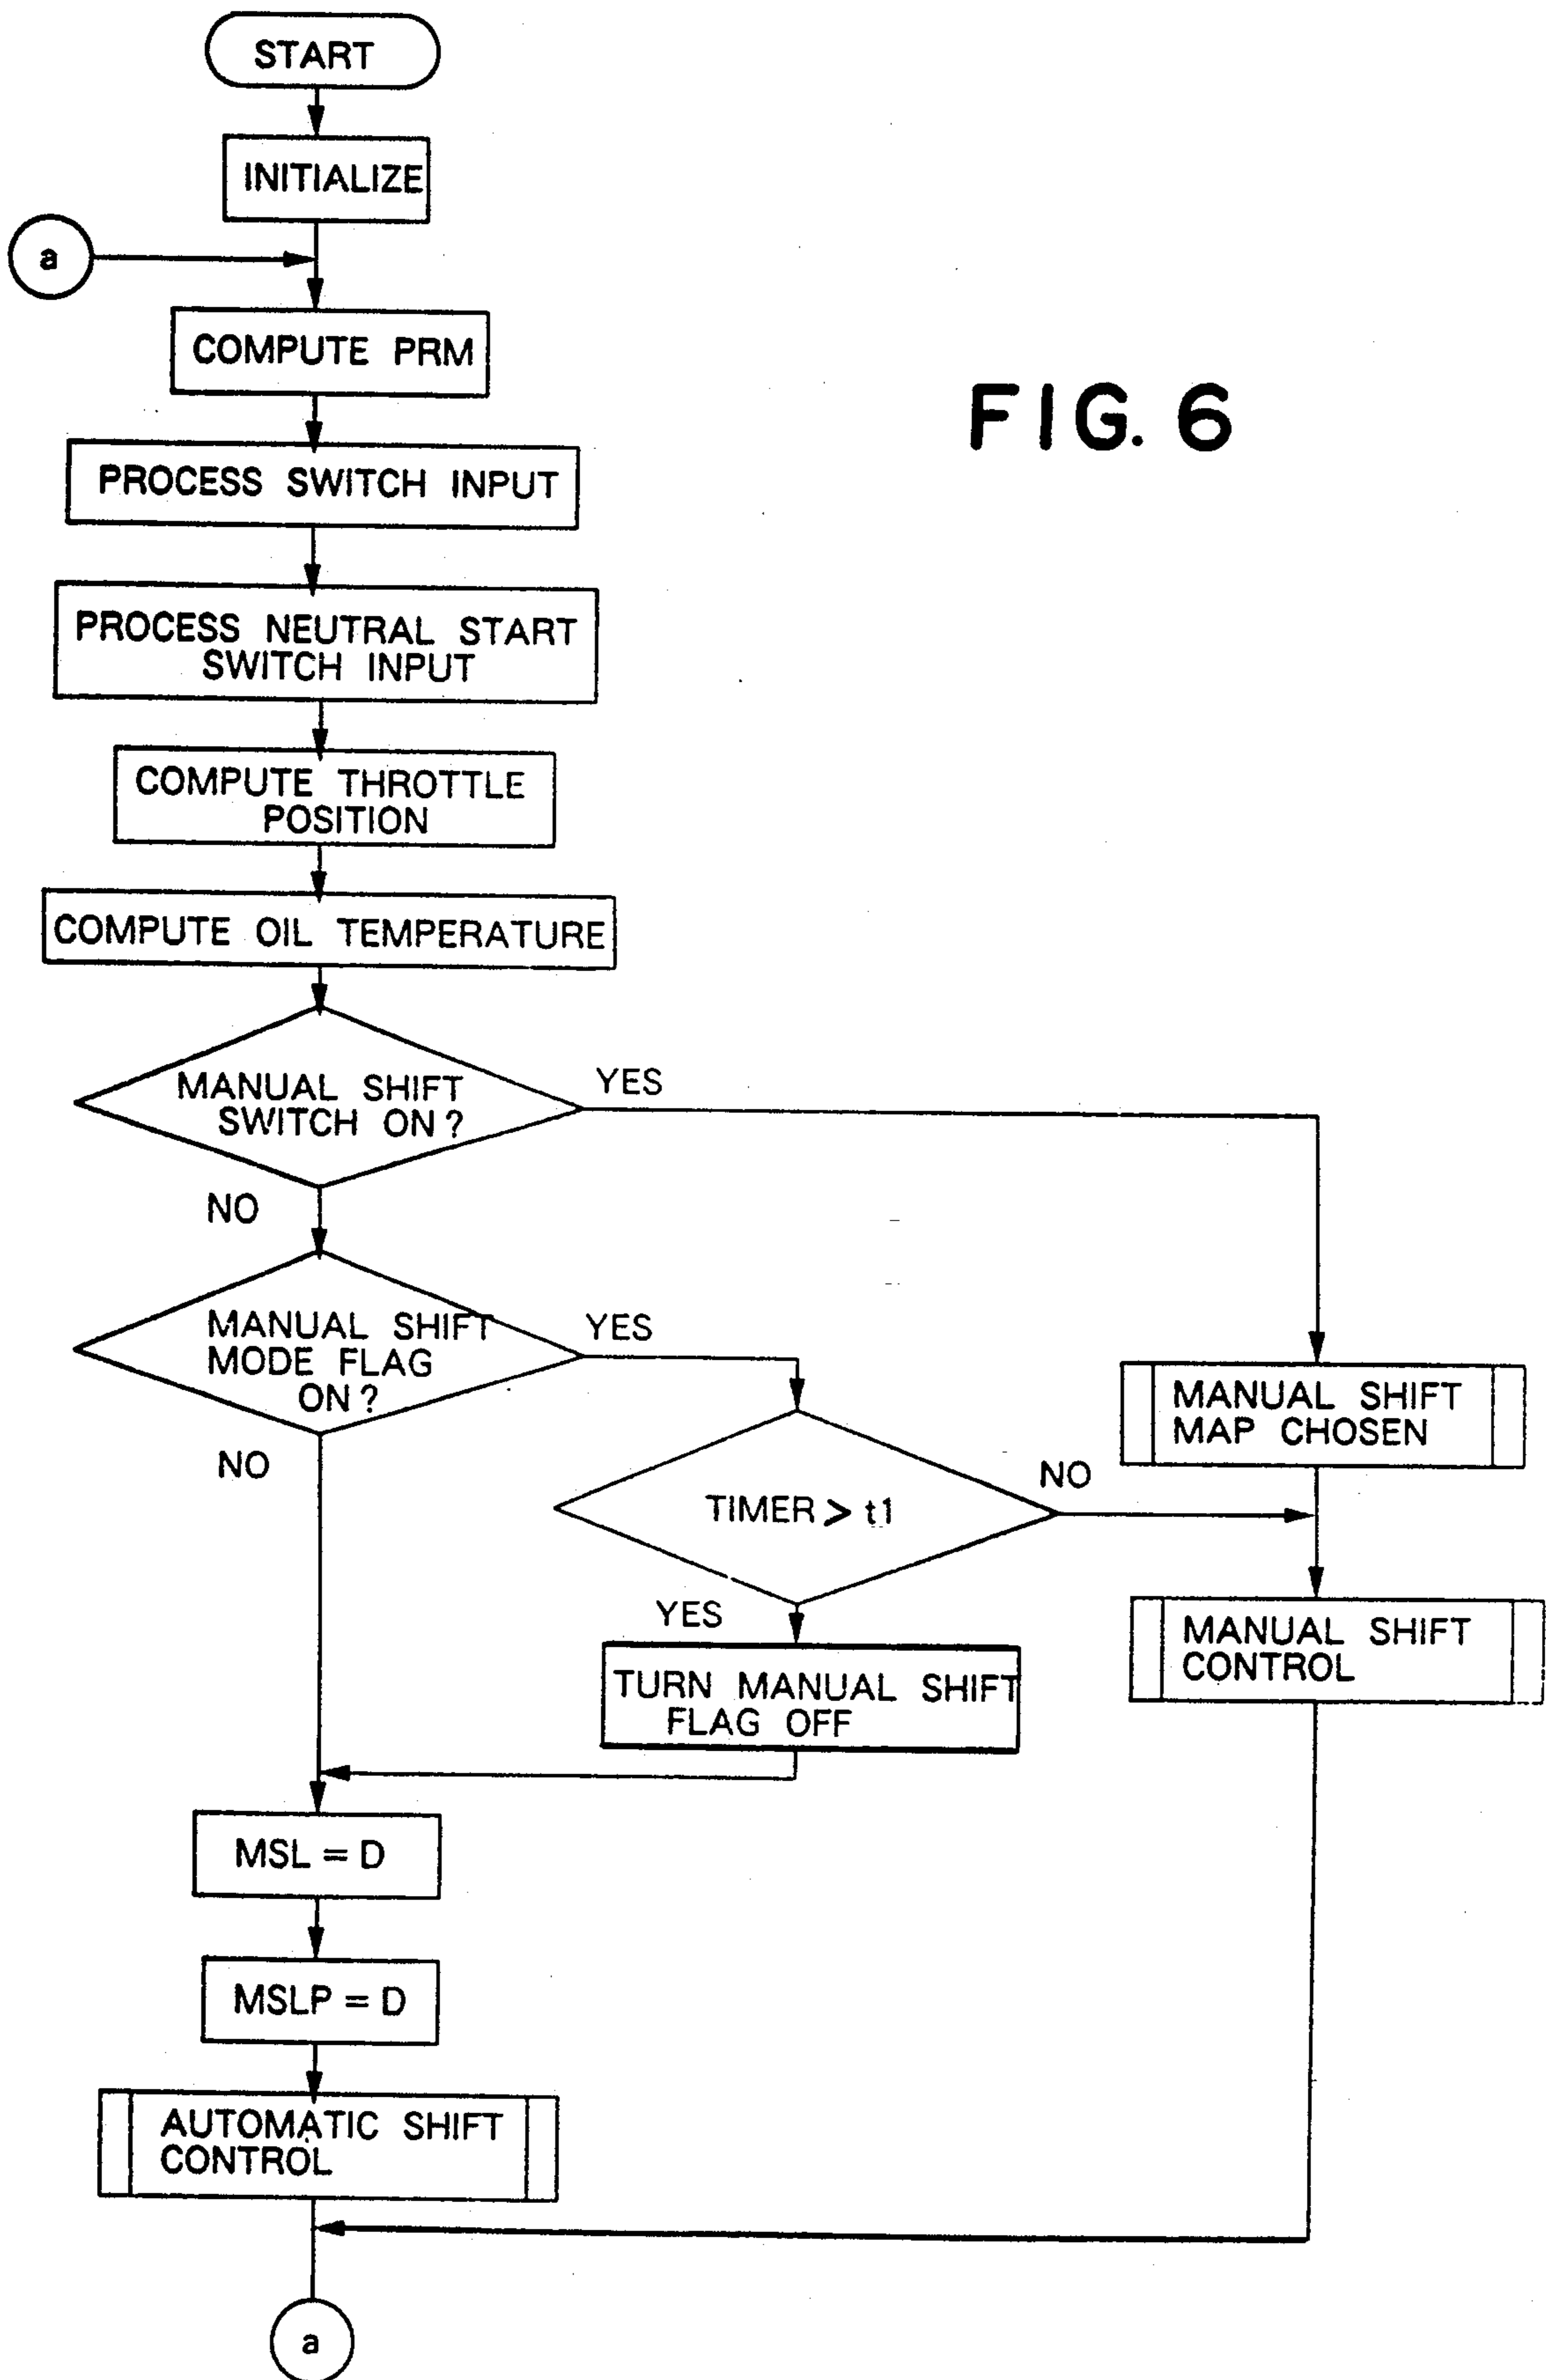 START
INITIALIZE
a
COMPUTE PRM
FIG. 6
PROCESS SWITCH INPUT
PROCESS NEUTRAL START
SWITCH INPUT
COMPUTE THROTTLE
POSITION
COMPUTE OIL TEMPERATURE
MANUAL SHIFT
SWITCH ON?
YES
NO
MANUAL SHIFT
MODE FLAG
ON?
YES
NO
MANUAL SHIFT
MAP CHOSEN
TIMER > t1
NO
YES
MANUAL SHIFT
CONTROL
TURN MANUAL SHIFT
FLAG OFF
MSL = D
MSLP = D
AUTOMATIC SHIFT
CONTROL
a